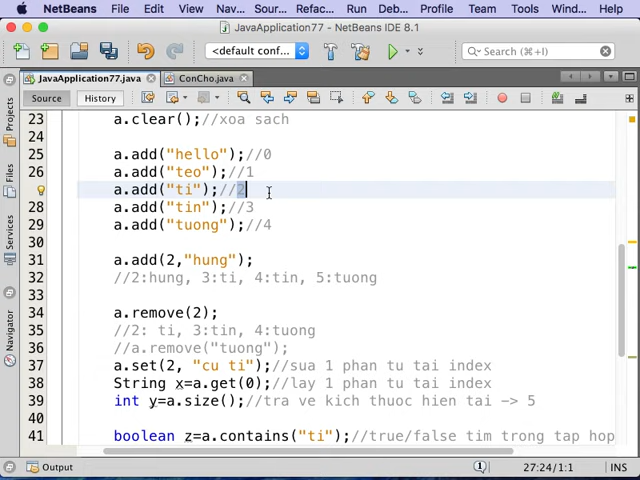 NetBeans File Edit View Nav... Sour... Refac... Run Deb... Profile Team Tools Win...
JavaApplication77 - NetBeans IDE 8.1
<default conf... Search (⌘+I)
JavaApplication77.java ConCho.java
Source History
Projects
Services
Navigator
23 a.clear();//xoa sach
24
25 a.add("hello");//0
26 a.add("teo");//1
a.add("ti");//2
28 a.add("tin");//3
29 a.add("tuong");//4
30
31 a.add(2,"hung");
32 //2:hung, 3:ti, 4:tin, 5:tuong
33
34 a.remove(2);
35 //2: ti, 3:tin, 4:tuong
36 //a.remove("tuong");
37 a.set(2, "cu ti");//sua 1 phan tu tai index
38 String x=a.get(0);//lay 1 phan tu tai index
39 int y=a.size();//tra ve kich thuoc hien tai -> 5
40
41 boolean z=a.contains("ti");//true/false tim trong tap hop
Output 1 27:24/1:1 INS